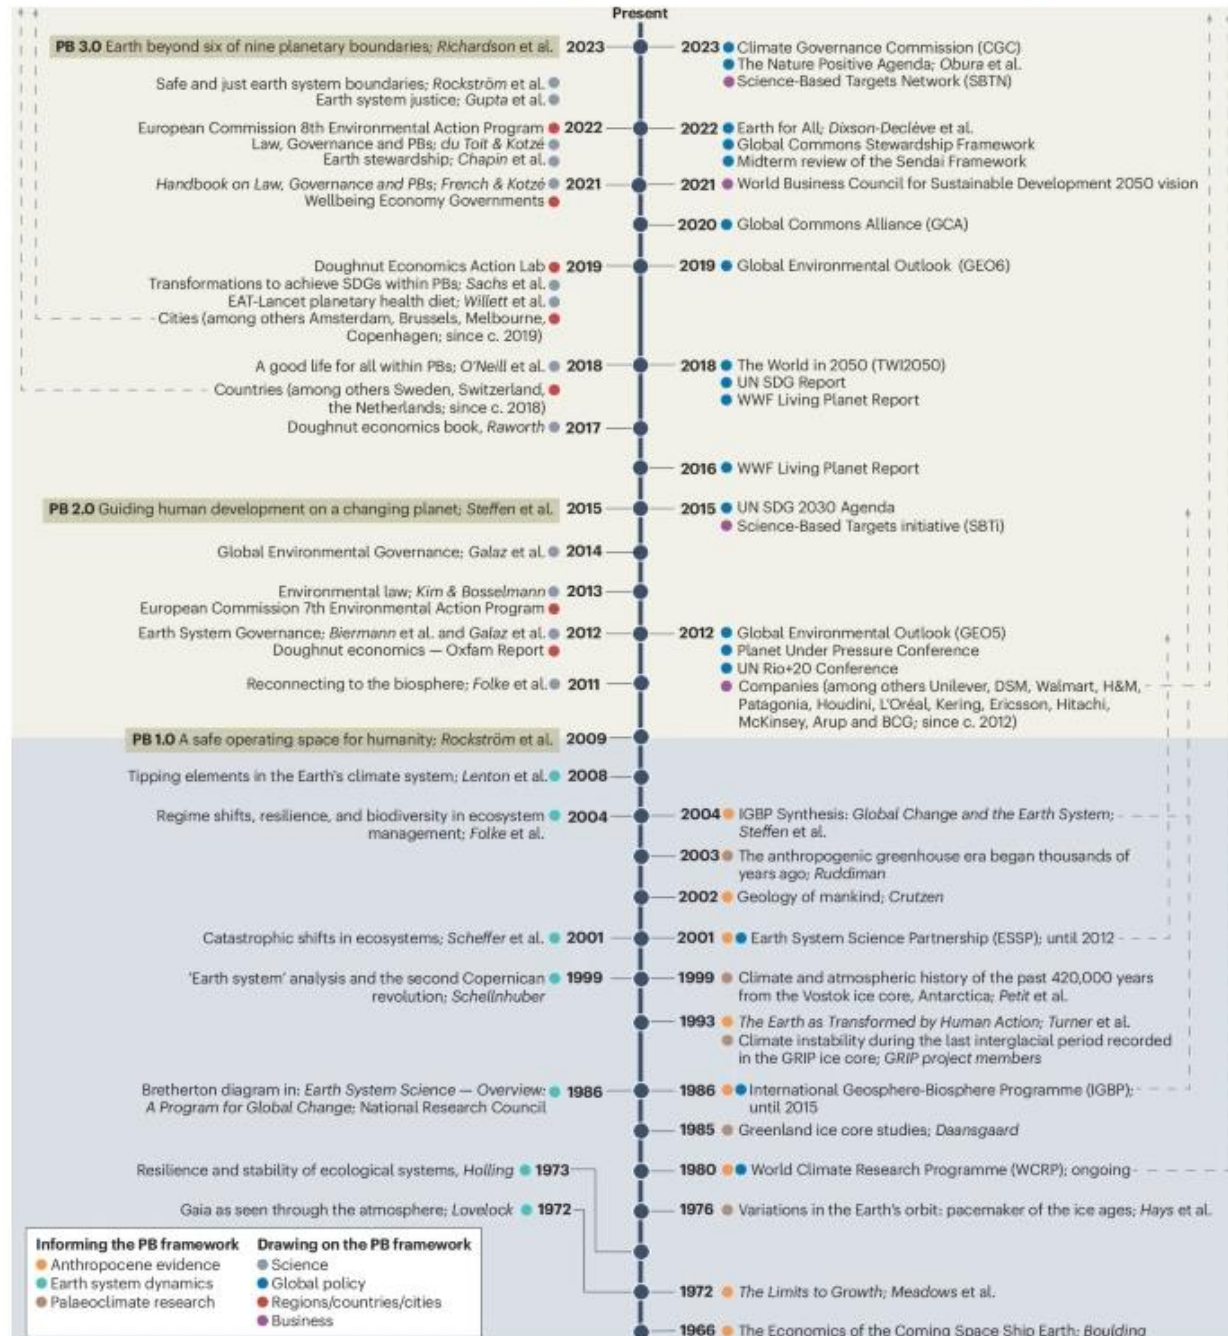 Present
PB 3.0 Earth beyond six of nine planetary boundaries; Richardson et al. 2023
2023 Climate Governance Commission (CGC)
The Nature Positive Agenda; Obura et al.
Science-Based Targets Network (SBTN)
Safe and just earth system boundaries; Rockström et al.
Earth system justice; Gupta et al.
European Commission 8th Environmental Action Program 2022
Law, Governance and PBs; du Toit & Kotzé
Earth stewardship; Chapin et al.
2022 Earth for All; Dixson-Declève et al.
Global Commons Stewardship Framework
Midterm review of the Sendai Framework
Handbook on Law, Governance and PBs; French & Kotzé 2021
Wellbeing Economy Governments
2021 World Business Council for Sustainable Development 2050 vision
2020 Global Commons Alliance (GCA)
Doughnut Economics Action Lab 2019
Transformations to achieve SDGs within PBs; Sachs et al.
EAT-Lancet planetary health diet; Willett et al.
Cities (among others Amsterdam, Brussels, Melbourne,
Copenhagen; since c. 2019)
2019 Global Environmental Outlook (GEO6)
A good life for all within PBs; O'Neill et al. 2018
Countries (among others Sweden, Switzerland,
the Netherlands; since c. 2018)
2018 The World in 2050 (TWI2050)
UN SDG Report
WWF Living Planet Report
Doughnut economics book, Raworth 2017
2016 WWF Living Planet Report
PB 2.0 Guiding human development on a changing planet; Steffen et al. 2015
2015 UN SDG 2030 Agenda
Science-Based Targets initiative (SBTi)
Global Environmental Governance; Galaz et al. 2014
Environmental law; Kim & Bosselmann 2013
European Commission 7th Environmental Action Program
Earth System Governance; Biermann et al. and Galaz et al. 2012
Doughnut economics — Oxfam Report
2012 Global Environmental Outlook (GEO5)
Planet Under Pressure Conference
UN Rio+20 Conference
Companies (among others Unilever, DSM, Walmart, H&M,
Patagonia, Houdini, L'Oréal, Kering, Ericsson, Hitachi,
McKinsey, Arup and BCG; since c. 2012)
Reconnecting to the biosphere; Folke et al. 2011
PB 1.0 A safe operating space for humanity; Rockström et al. 2009
Tipping elements in the Earth's climate system; Lenton et al. 2008
Regime shifts, resilience, and biodiversity in ecosystem 2004
management; Folke et al.
2004 IGBP Synthesis: Global Change and the Earth System;
Steffen et al.
2003 The anthropogenic greenhouse era began thousands of
years ago; Ruddiman
2002 Geology of mankind; Crutzen
Catastrophic shifts in ecosystems; Scheffer et al. 2001
2001 Earth System Science Partnership (ESSP); until 2012
'Earth system' analysis and the second Copernican 1999
revolution; Schellnhuber
1999 Climate and atmospheric history of the past 420,000 years
from the Vostok ice core, Antarctica; Petit et al.
1993 The Earth as Transformed by Human Action; Turner et al.
Climate instability during the last interglacial period recorded
in the GRIP ice core; GRIP project members
Bretherton diagram in: Earth System Science — Overview: 1986
A Program for Global Change; National Research Council
1986 International Geosphere-Biosphere Programme (IGBP);
until 2015
1985 Greenland ice core studies; Daansgaard
Resilience and stability of ecological systems, Holling 1973
1980 World Climate Research Programme (WCRP); ongoing
Gaia as seen through the atmosphere; Lovelock 1972
1976 Variations in the Earth's orbit: pacemaker of the ice ages; Hays et al.
1972 The Limits to Growth; Meadows et al.
1966 The Economics of the Coming Space Ship Earth; Boulding
Informing the PB framework
Anthropocene evidence
Earth system dynamics
Palaeoclimate research
Drawing on the PB framework
Science
Global policy
Regions/countries/cities
Business